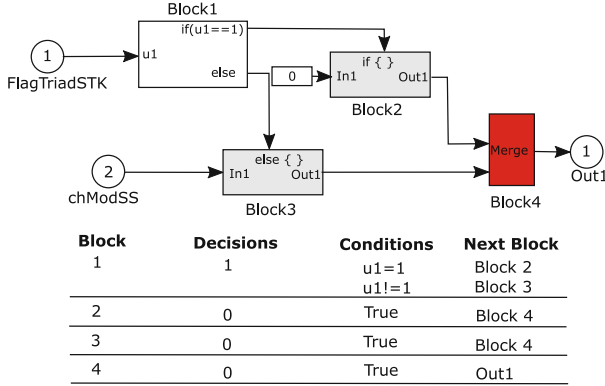 Block1
if(u1==1)
1
u1
FlagTriadSTK
else
0
if { }
In1
Out1
Block2
2
chModSS
else { }
In1
Out1
Block3
Merge
Block4
1
Out1
Block Decisions Conditions Next Block
1 1 u1=1 Block 2
u1!=1 Block 3
2 0 True Block 4
3 0 True Block 4
4 0 True Out1